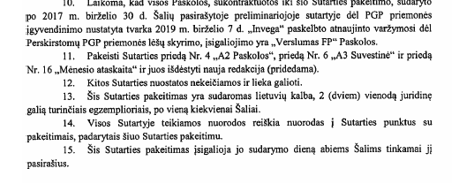 10. Laikoma, kad visos Paskolos, sukontraktuotos iki šio Sutarties pakeitimo, sudaryto
po 2017 m. birželio 30 d. Šalių pasirašytoje preliminariojoje sutartyje dėl PGP priemonės
įgyvendinimo nustatyta tvarka 2019 m. birželio 7 d. „Invega" paskelbto atnaujinto varžymosi dėl
Perskirstomų PGP priemonės lėšų skyrimo, įsigaliojimo yra „Verslumas FP" Paskolos.
11. Pakeisti Sutarties priedą Nr. 4 „A2 Paskolos", priedą Nr. 6 „A3 Suvestinė" ir priedą
Nr. 16 „Mėnesio ataskaita" ir juos išdėstyti nauja redakcija (pridedama).
12. Kitos Sutarties nuostatos nekeičiamos ir lieka galioti.
13. Šis Sutarties pakeitimas yra sudaromas lietuvių kalba, 2 (dviem) vienodą juridinę
galią turinčiais egzemplioriais, po vieną kiekvienai Šaliai.
14. Visos Sutartyje teikiamos nuorodos reiškia nuorodas į Sutarties punktus su
pakeitimais, padarytais šiuo Sutarties pakeitimu.
15. Šis Sutarties pakeitimas įsigalioja jo sudarymo dieną abiems Šalims tinkamai jį
pasirašius.